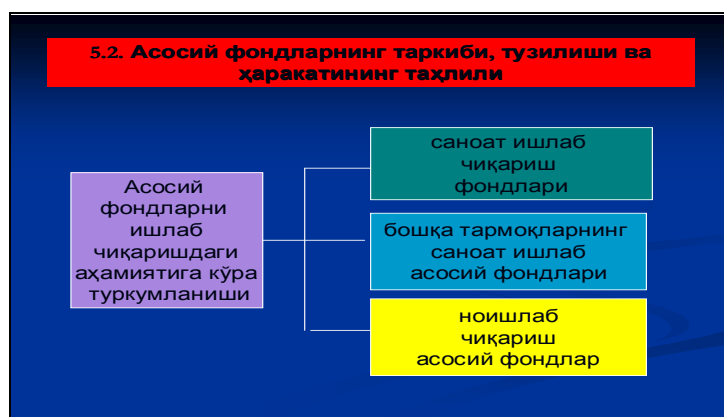 5.2. Асосий фондларнинг таркиби, тузилиши ва
ҳаракатининг таҳлили
Асосий
фондларни
ишлаб
чиқаришдаги
аҳамиятига кўра
туркумланиши
саноат ишлаб
чиқариш
фондлари
бошқа тармоқларнинг
саноат ишлаб
асосий фондлари
ноишлаб
чиқариш
асосий фондлар